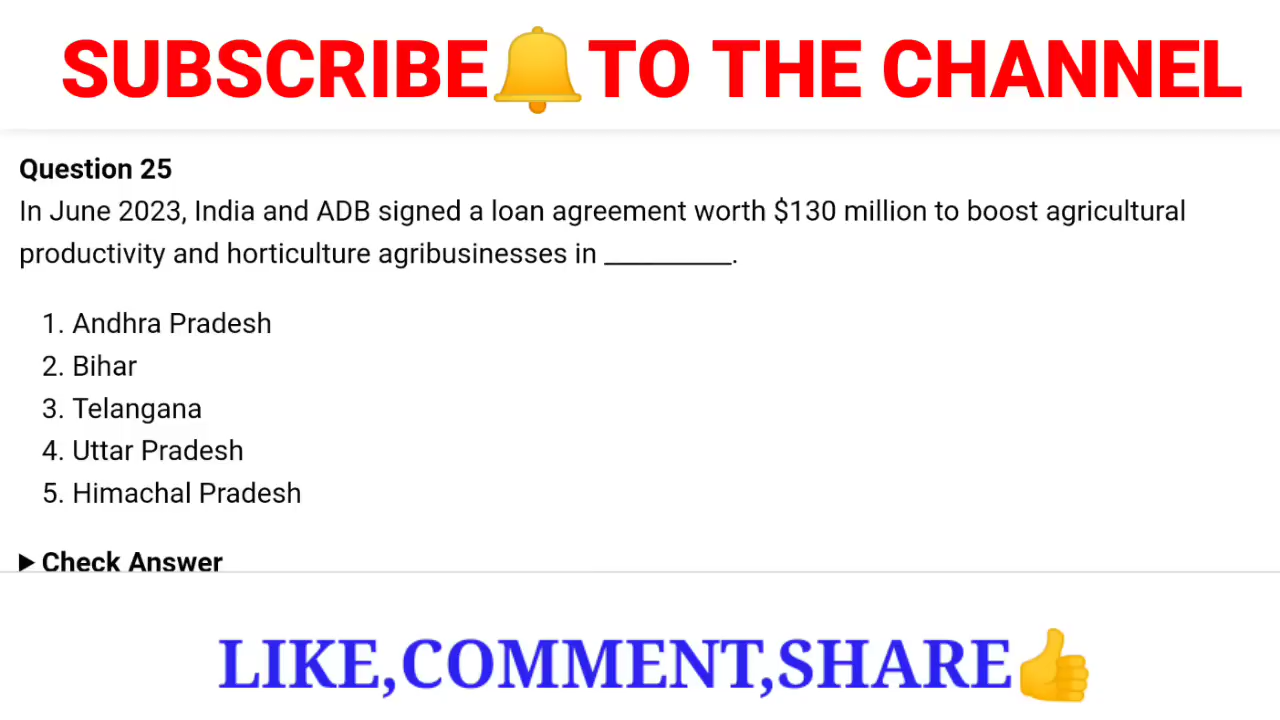 SUBSCRIBE🔔TO THE CHANNEL
Question 25
In June 2023, India and ADB signed a loan agreement worth $130 million to boost agricultural
productivity and horticulture agribusinesses in _________.
1. Andhra Pradesh
2. Bihar
3. Telangana
4. Uttar Pradesh
5. Himachal Pradesh
▶ Check Answer
LIKE,COMMENT,SHARE👍